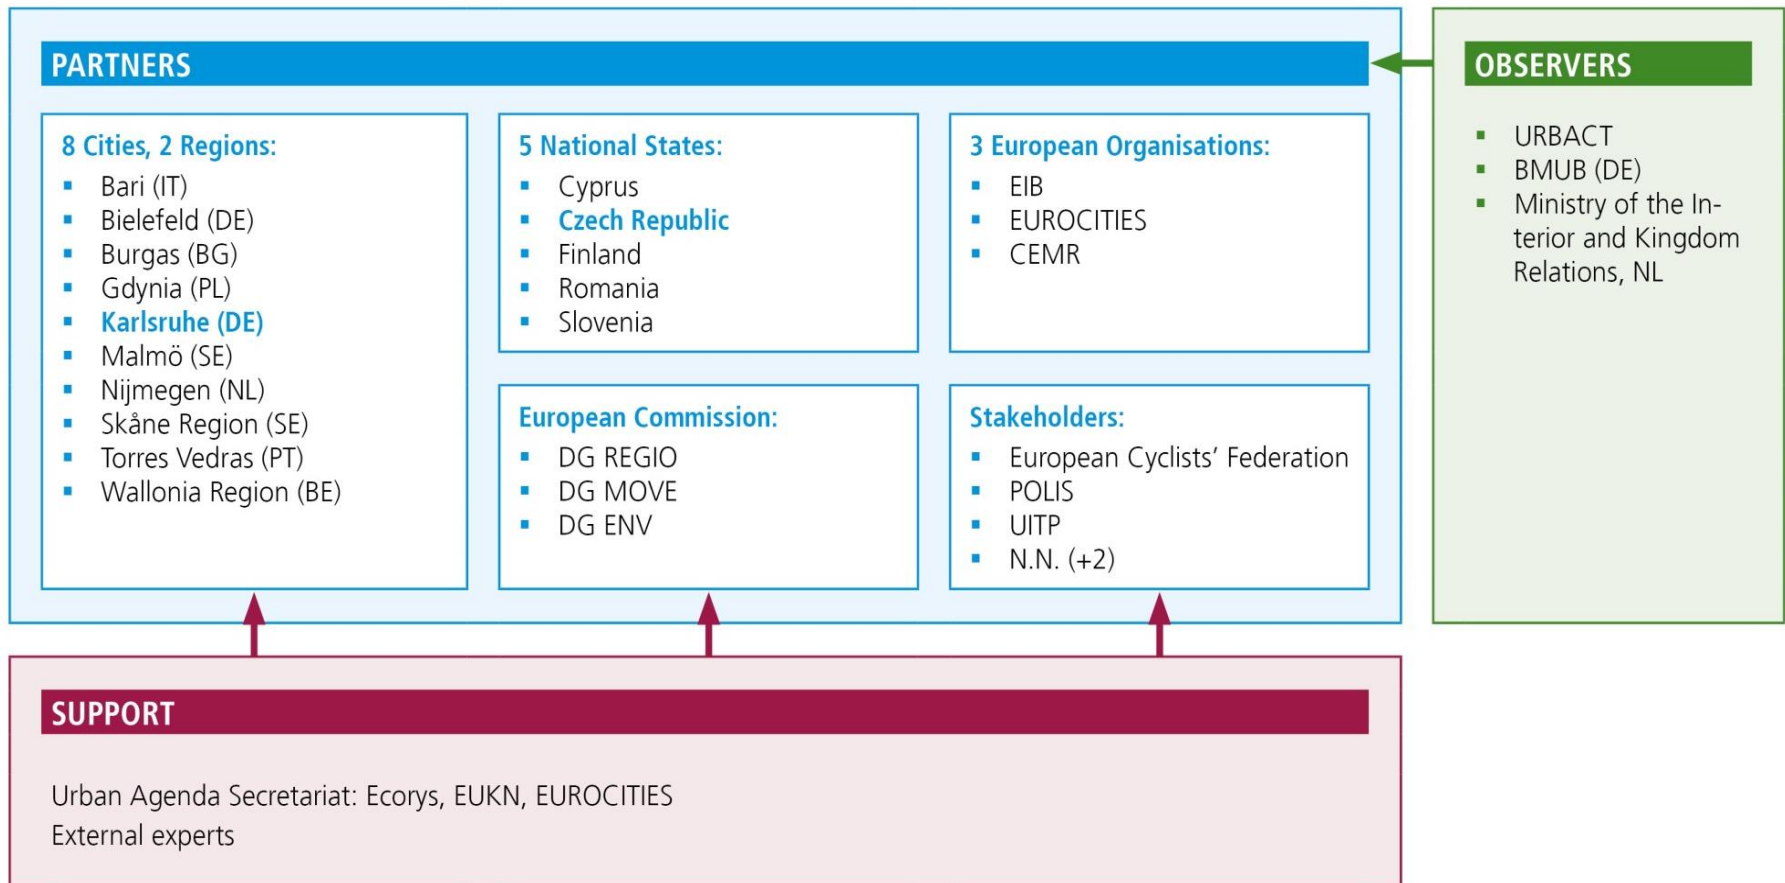 PARTNERS
8 Cities, 2 Regions:
▪ Bari (IT)
▪ Bielefeld (DE)
▪ Burgas (BG)
▪ Gdynia (PL)
▪ Karlsruhe (DE)
▪ Malmö (SE)
▪ Nijmegen (NL)
▪ Skåne Region (SE)
▪ Torres Vedras (PT)
▪ Wallonia Region (BE)
5 National States:
▪ Cyprus
▪ Czech Republic
▪ Finland
▪ Romania
▪ Slovenia
3 European Organisations:
▪ EIB
▪ EUROCITIES
▪ CEMR
European Commission:
▪ DG REGIO
▪ DG MOVE
▪ DG ENV
Stakeholders:
▪ European Cyclists’ Federation
▪ POLIS
▪ UITP
▪ N.N. (+2)
OBSERVERS
▪ URBACT
▪ BMUB (DE)
▪ Ministry of the In-
terior and Kingdom
Relations, NL
SUPPORT
Urban Agenda Secretariat: Ecorys, EUKN, EUROCITIES
External experts